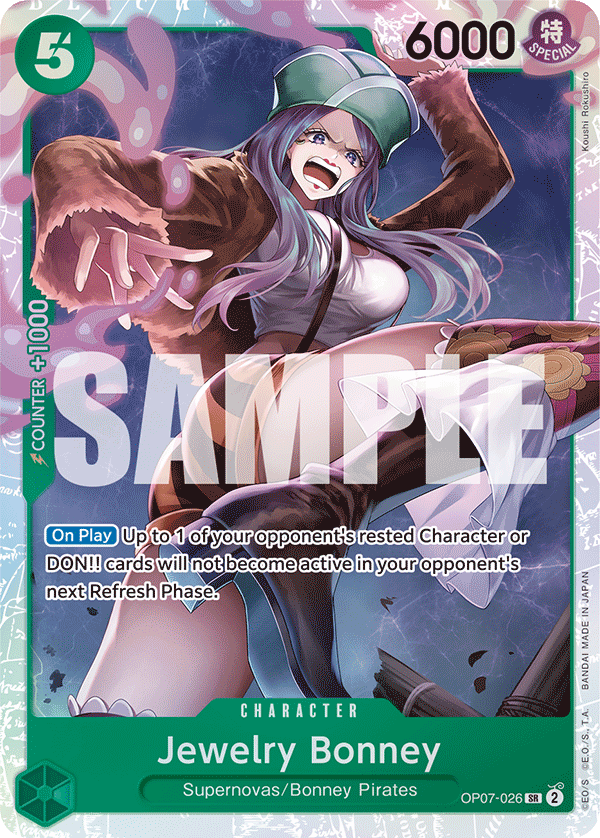 5
6000
特
SPECIAL
Koushi Rokushiro
COUNTER +1000
SAMPLE
On Play Up to 1 of your opponent's rested Character or
DON!! cards will not become active in your opponent's
next Refresh Phase.
BANDAI MADE IN JAPAN
©E.O/S ©E.O./S., T.A.
CHARACTER
Jewelry Bonney
Supernovas/Bonney Pirates
OP07-026 SR 2